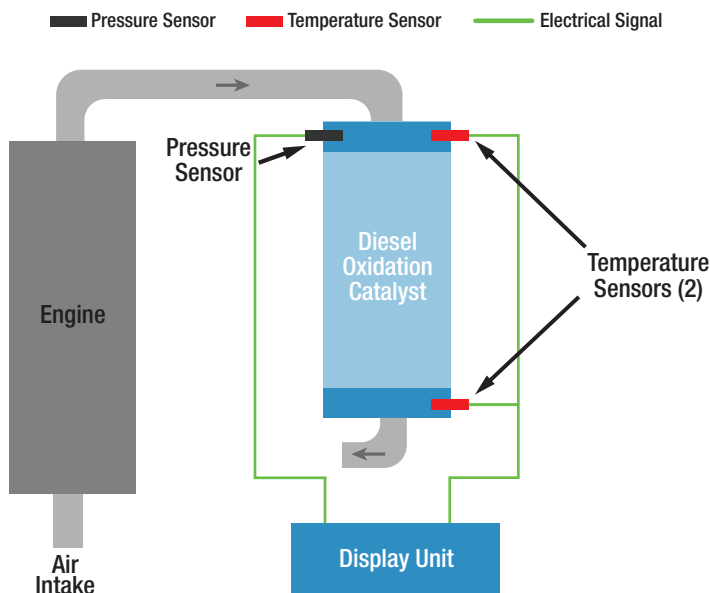 Pressure Sensor
Temperature Sensor
Electrical Signal
Pressure
Sensor
Diesel
Oxidation
Catalyst
Temperature
Sensors (2)
Engine
Display Unit
Air
Intake